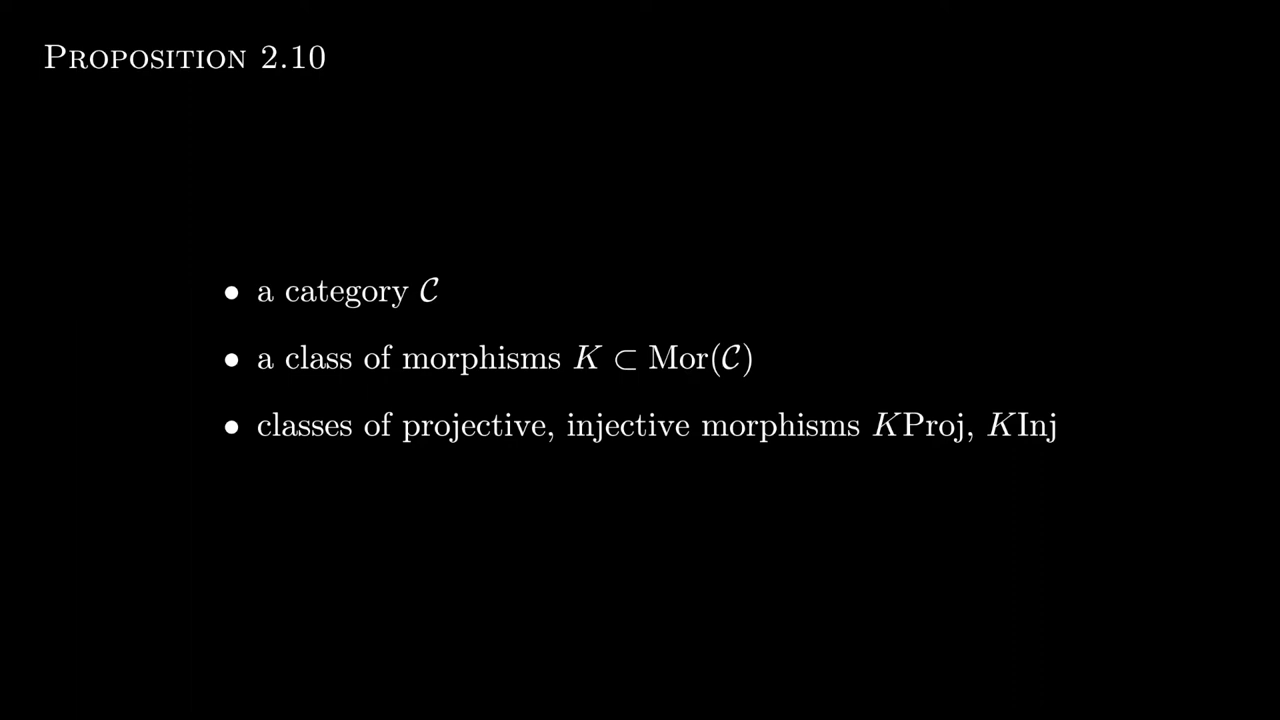 Proposition 2.10
• a category 𝒞
• a class of morphisms K ⊂ Mor(𝒞)
• classes of projective, injective morphisms KProj, KInj